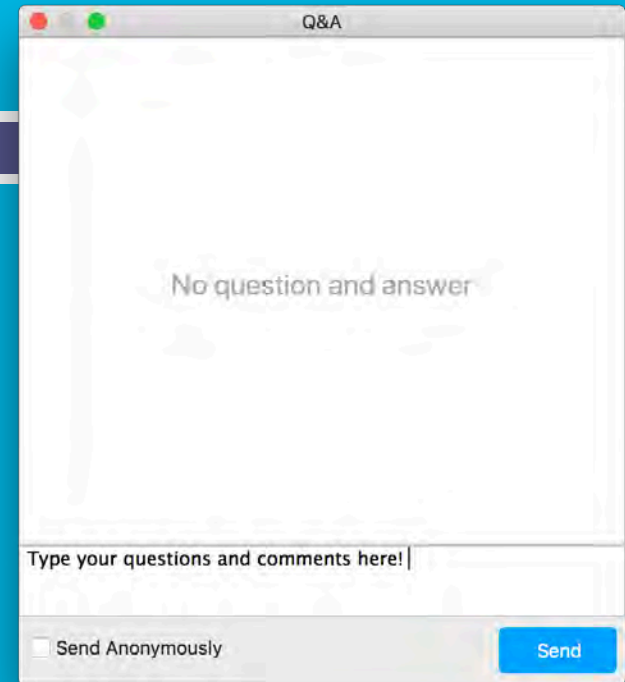 Q&A
No question and answer
Type your questions and comments here!
Send Anonymously
Send